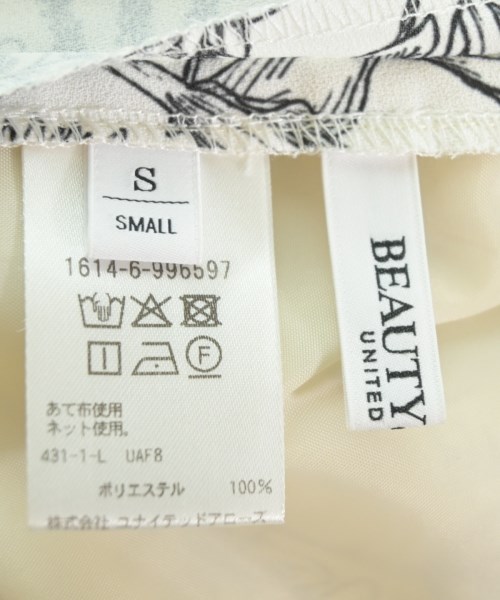 S
SMALL
1614-6-996597
F
あて布使用
ネット使用。
431-1-L UAF8
ポリエステル 100%
株式会社 ユナイテッドアローズ
BEAUTY
UNITED